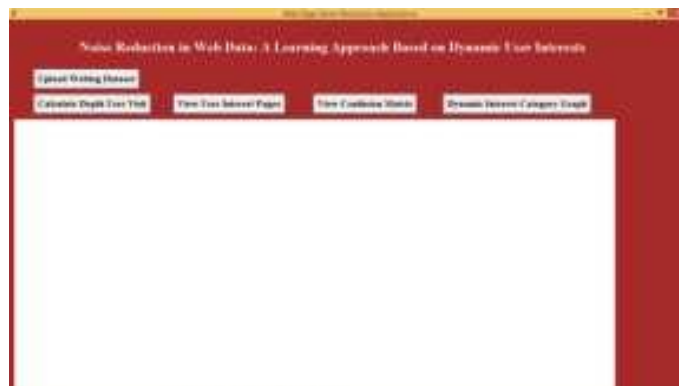 Noise Reduction in Web Data: A Learning Approach Based on Dynamic User Interests
Upload Weblog Dataset
Calculate Depth User Visit View User Interest Pages View Confusion Matrix Dynamic Interest Category Graph